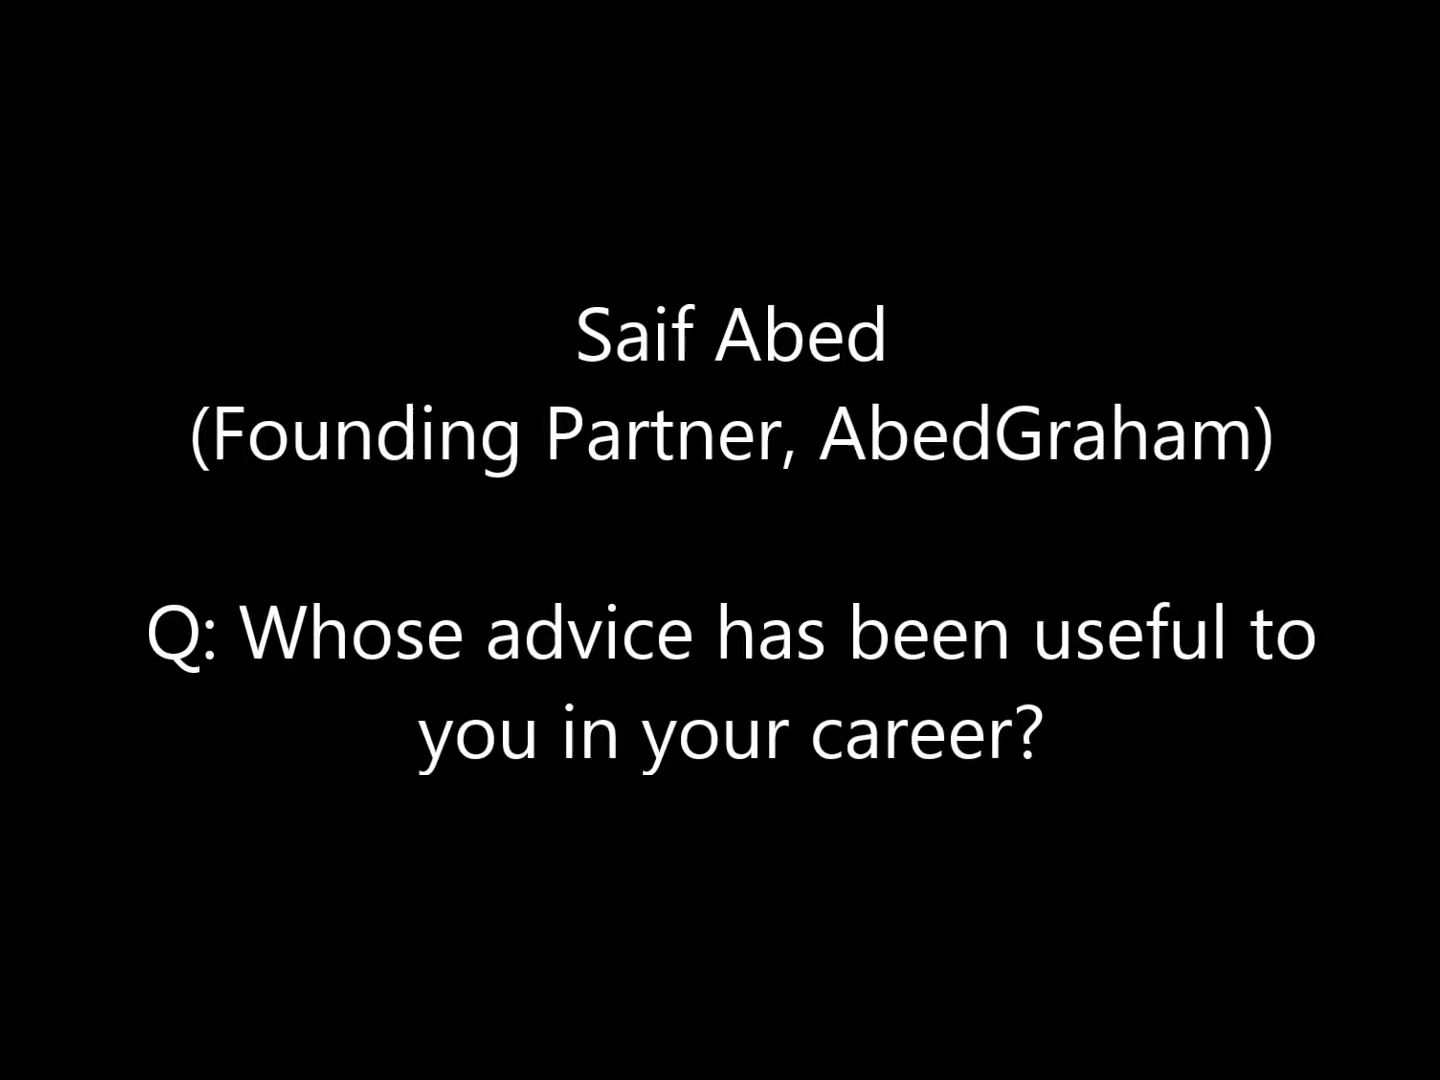 Saif Abed
(Founding Partner, AbedGraham)
Q: Whose advice has been useful to
you in your career?